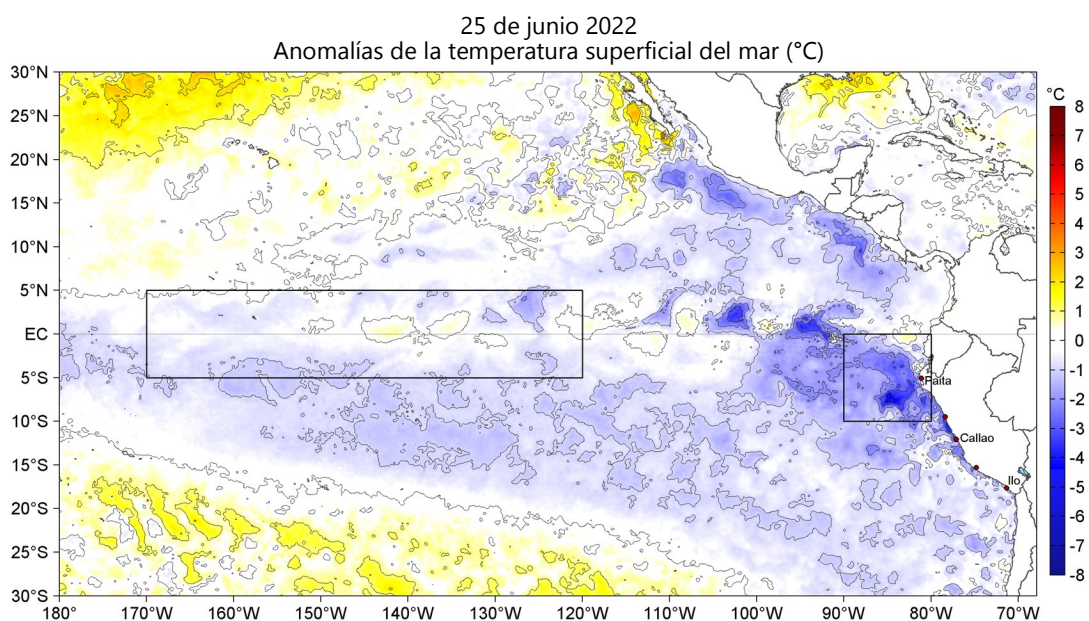 25 de junio 2022
Anomalías de la temperatura superficial del mar (°C)
30°N
25°N
20°N
15°N
10°N
5°N
EC
5°S
10°S
15°S
20°S
25°S
30°S
180 170°W 160°W 150°W 140°W 130°W 120°W 110°W 100°W 90°W 80°W 70°W
Paita
Callao
Ilo
°C
8
7
6
5
4
3
2
1
0
-1
-2
-3
-4
-5
-6
-7
-8